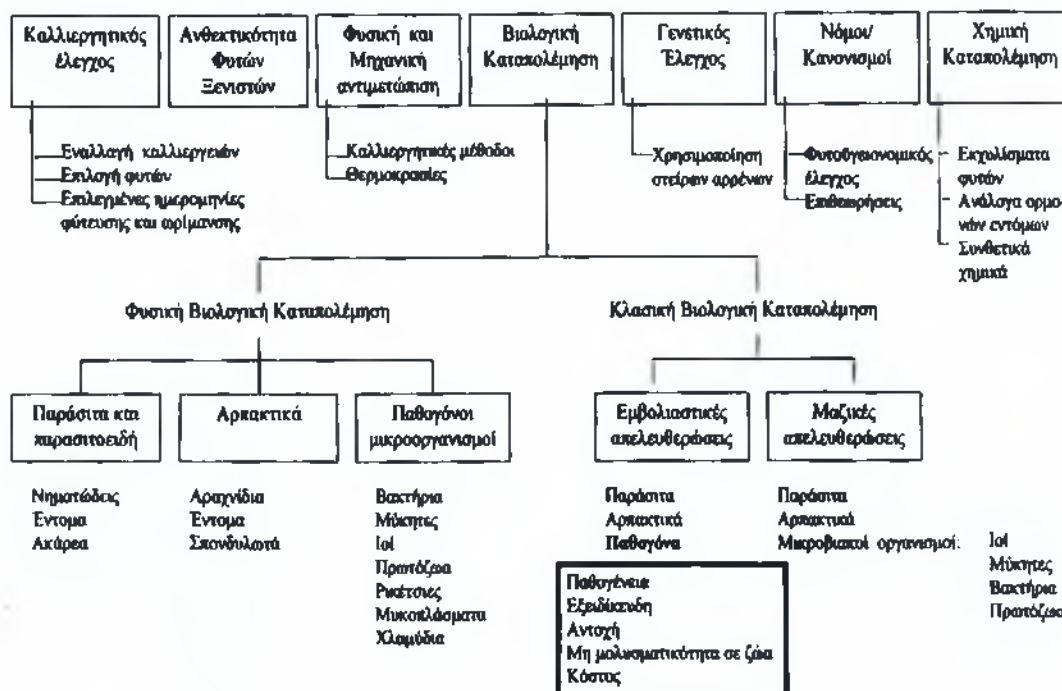 Καλλιεργητικός
έλεγχος
Ανθεκτικότητα
Φυτών
Ξενιστών
Φυσική και
Μηχανική
αντιμετώπιση
Βιολογική
Καταπολέμηση
Γενετικός
Έλεγχος
Νόμοι/
Κανονισμοί
Χημική
Καταπολέμηση
Εναλλαγή καλλιεργειών
Επιλογή φυτών
Επιλεγμένες ημερομηνίες
φύτευσης και ωρίμανσης
Καλλιεργητικές μέθοδοι
Θερμοκρασίες
Χρησιμοποίηση
στείρων αρρένων
Φυτοϋγειονομικός
έλεγχος
Επιθεωρήσεις
Εκχυλίσματα
φυτών
Ανάλογα ορμο-
νών εντόμων
Συνθετικά
χημικά
Φυσική Βιολογική Καταπολέμηση
Κλασική Βιολογική Καταπολέμηση
Παράσιτα και
παρασιτοειδή
Αρπακτικά
Παθογόνοι
μικροοργανισμοί
Εμβολιαστικές
απελευθερώσεις
Μαζικές
απελευθερώσεις
Νηματώδεις
Έντομα
Ακάρεα
Αραχνίδια
Έντομα
Σπονδυλωτά
Βακτήρια
Μύκητες
Ιοί
Πρωτόζωα
Ρικέτσιες
Μυκοπλάσματα
Χλαμύδια
Παράσιτα
Αρπακτικά
Παθογόνα
Παράσιτα
Αρπακτικά
Μικροβιακοί οργανισμοί:
Ιοί
Μύκητες
Βακτήρια
Πρωτόζωα
Παθογένεια
Εξειδίκευση
Αντοχή
Μη μολυσματικότητα σε ζώα
Κόστος